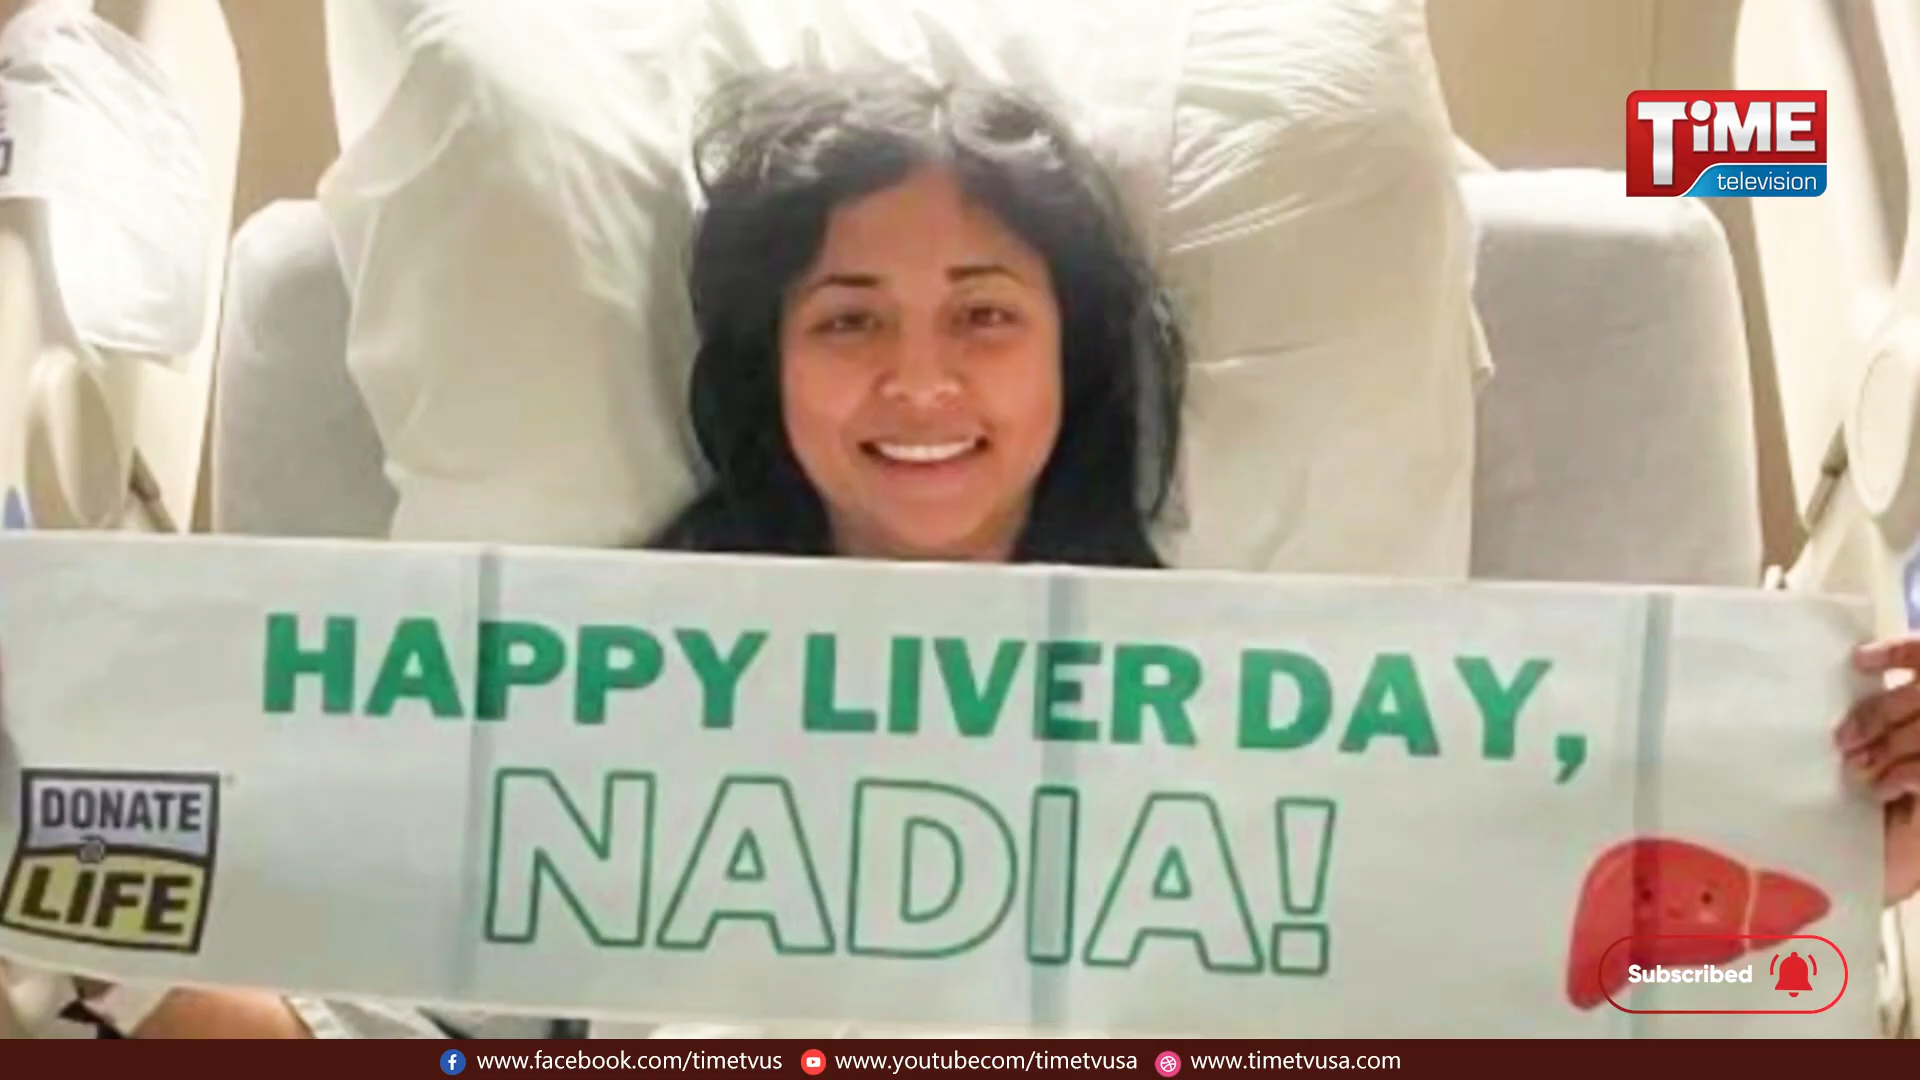 TiME
television
HAPPY LIVER DAY,
NADIA!
DONATE
LIFE
Subscribed
www.facebook.com/timetvus
www.youtubecom/timetvusa
www.timetvusa.com